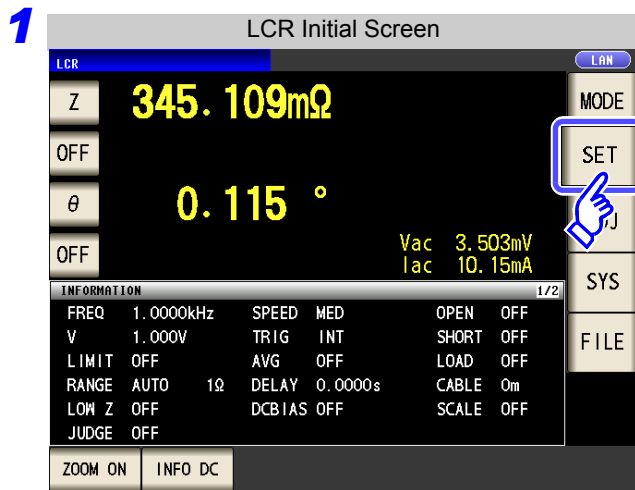 1
LCR Initial Screen
LCR
LAN
Z 345.109mΩ
MODE
OFF
SET
θ 0.115 °
OFF
Vac 3.503mV
Iac 10.15mA
SYS
INFORMATION 1/2
FREQ 1.0000kHz SPEED MED OPEN OFF
V 1.000V TRIG INT SHORT OFF
FILE
LIMIT OFF AVG OFF LOAD OFF
RANGE AUTO 1Ω DELAY 0.0000s CABLE 0m
LOW Z OFF DCBIAS OFF SCALE OFF
JUDGE OFF
ZOOM ON INFO DC